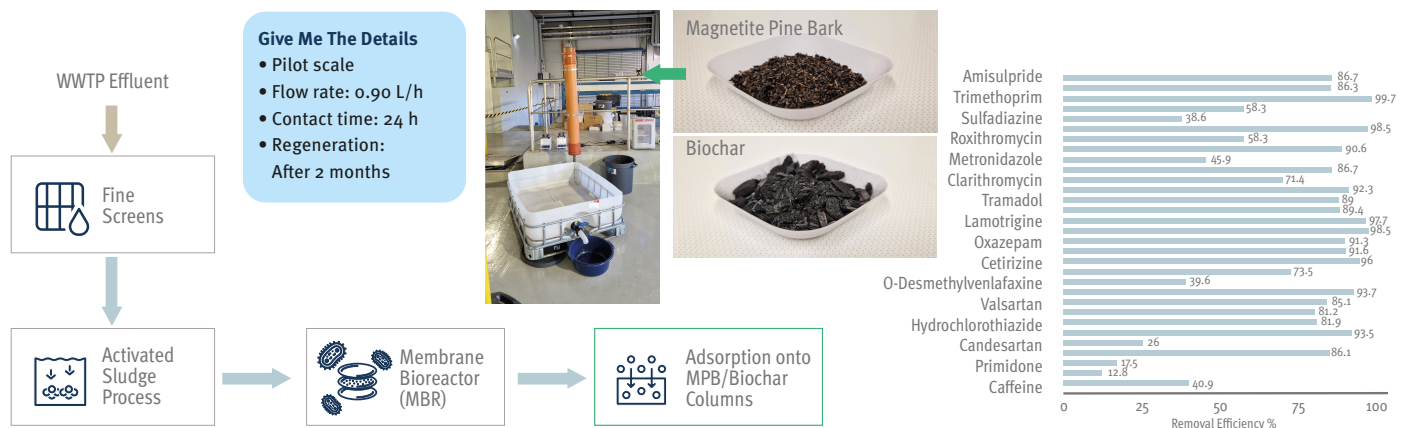 WWTP Effluent
Fine
Screens
Activated
Sludge
Process
Membrane
Bioreactor
(MBR)
Adsorption onto
MPB/Biochar
Columns
Give Me The Details
• Pilot scale
• Flow rate: 0.90 L/h
• Contact time: 24 h
• Regeneration:
After 2 months
Magnetite Pine Bark
Biochar
Amisulpride
86.7
86.3
Trimethoprim
99.7
58.3
Sulfadiazine
38.6
98.5
Roxithromycin
58.3
90.6
Metronidazole
45.9
86.7
Clarithromycin
71.4
92.3
Tramadol
89
89.4
Lamotrigine
97.7
98.5
Oxazepam
91.3
91.6
Cetirizine
96
73.5
O-Desmethylvenlafaxine
39.6
93.7
Valsartan
85.1
81.2
Hydrochlorothiazide
81.9
93.5
Candesartan
26
86.1
Primidone
17.5
12.8
Caffeine
40.9
0 25 50 75 100
Removal Efficiency %